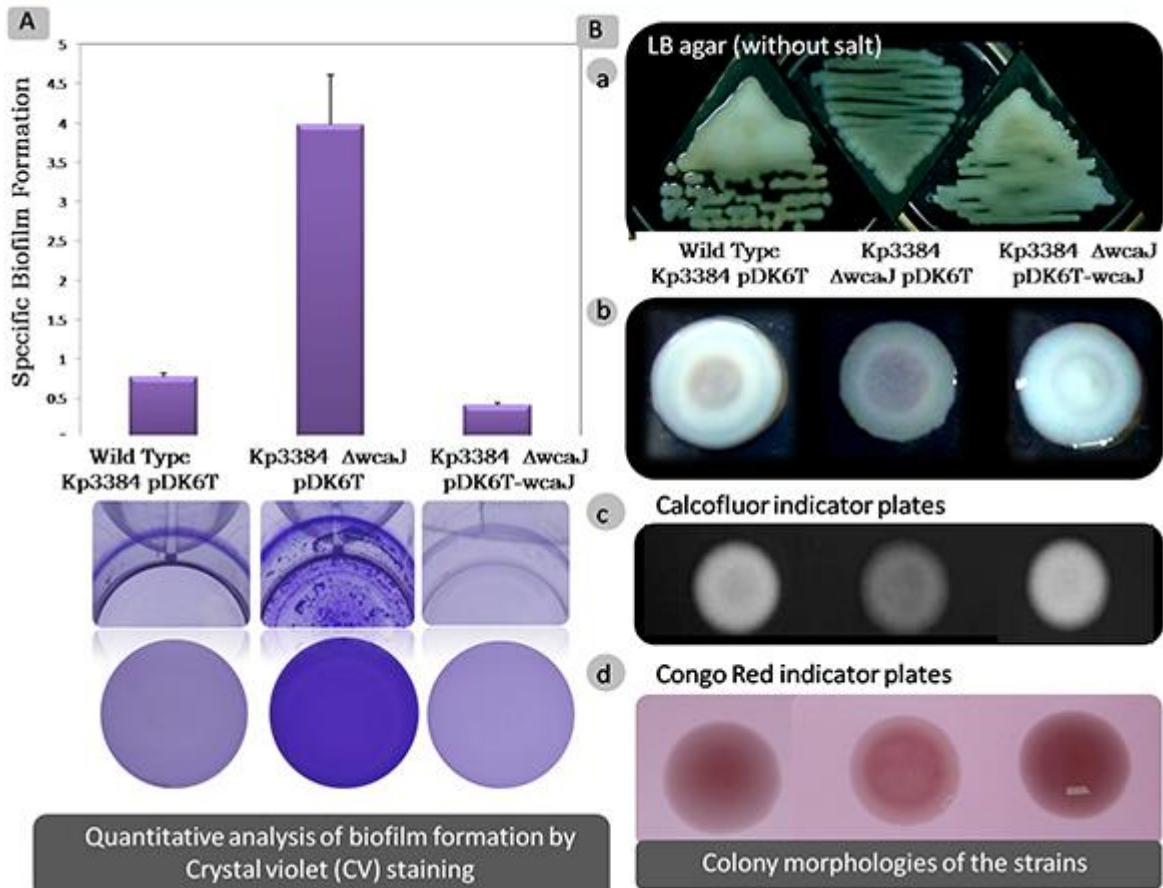 A
5
4.5
4
3.5
3
2.5
2
1.5
1
0.5
-
Specific Biofilm Formation
Wild Type
Kp3384 pDK6T
Kp3384 ΔwcaJ
pDK6T
Kp3384 ΔwcaJ
pDK6T-wcaJ
Quantitative analysis of biofilm formation by
Crystal violet (CV) staining
B
LB agar (without salt)
a
Wild Type
Kp3384 pDK6T
Kp3384
ΔwcaJ pDK6T
Kp3384 ΔwcaJ
pDK6T-wcaJ
b
c
Calcofluor indicator plates
d
Congo Red indicator plates
Colony morphologies of the strains